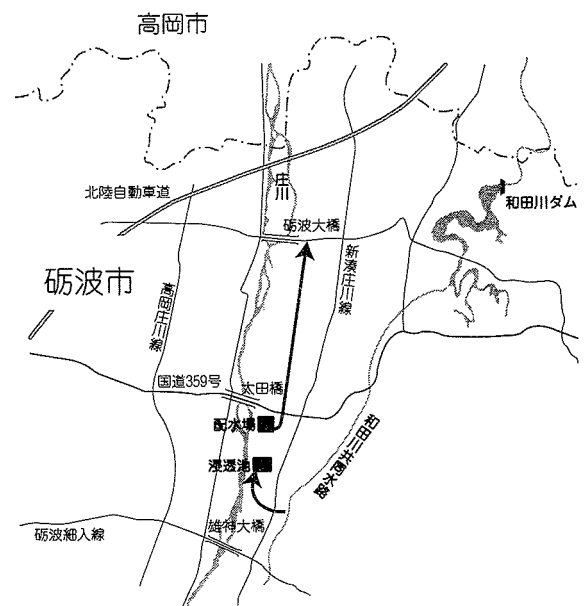 高岡市
北陸自動車道
庄川
砺波大橋
和田川ダム
砺波市
高岡庄川線
新湊庄川線
国道359号
太田橋
配水場
浸透池
和田川共同水路
雄神大橋
砺波細入線